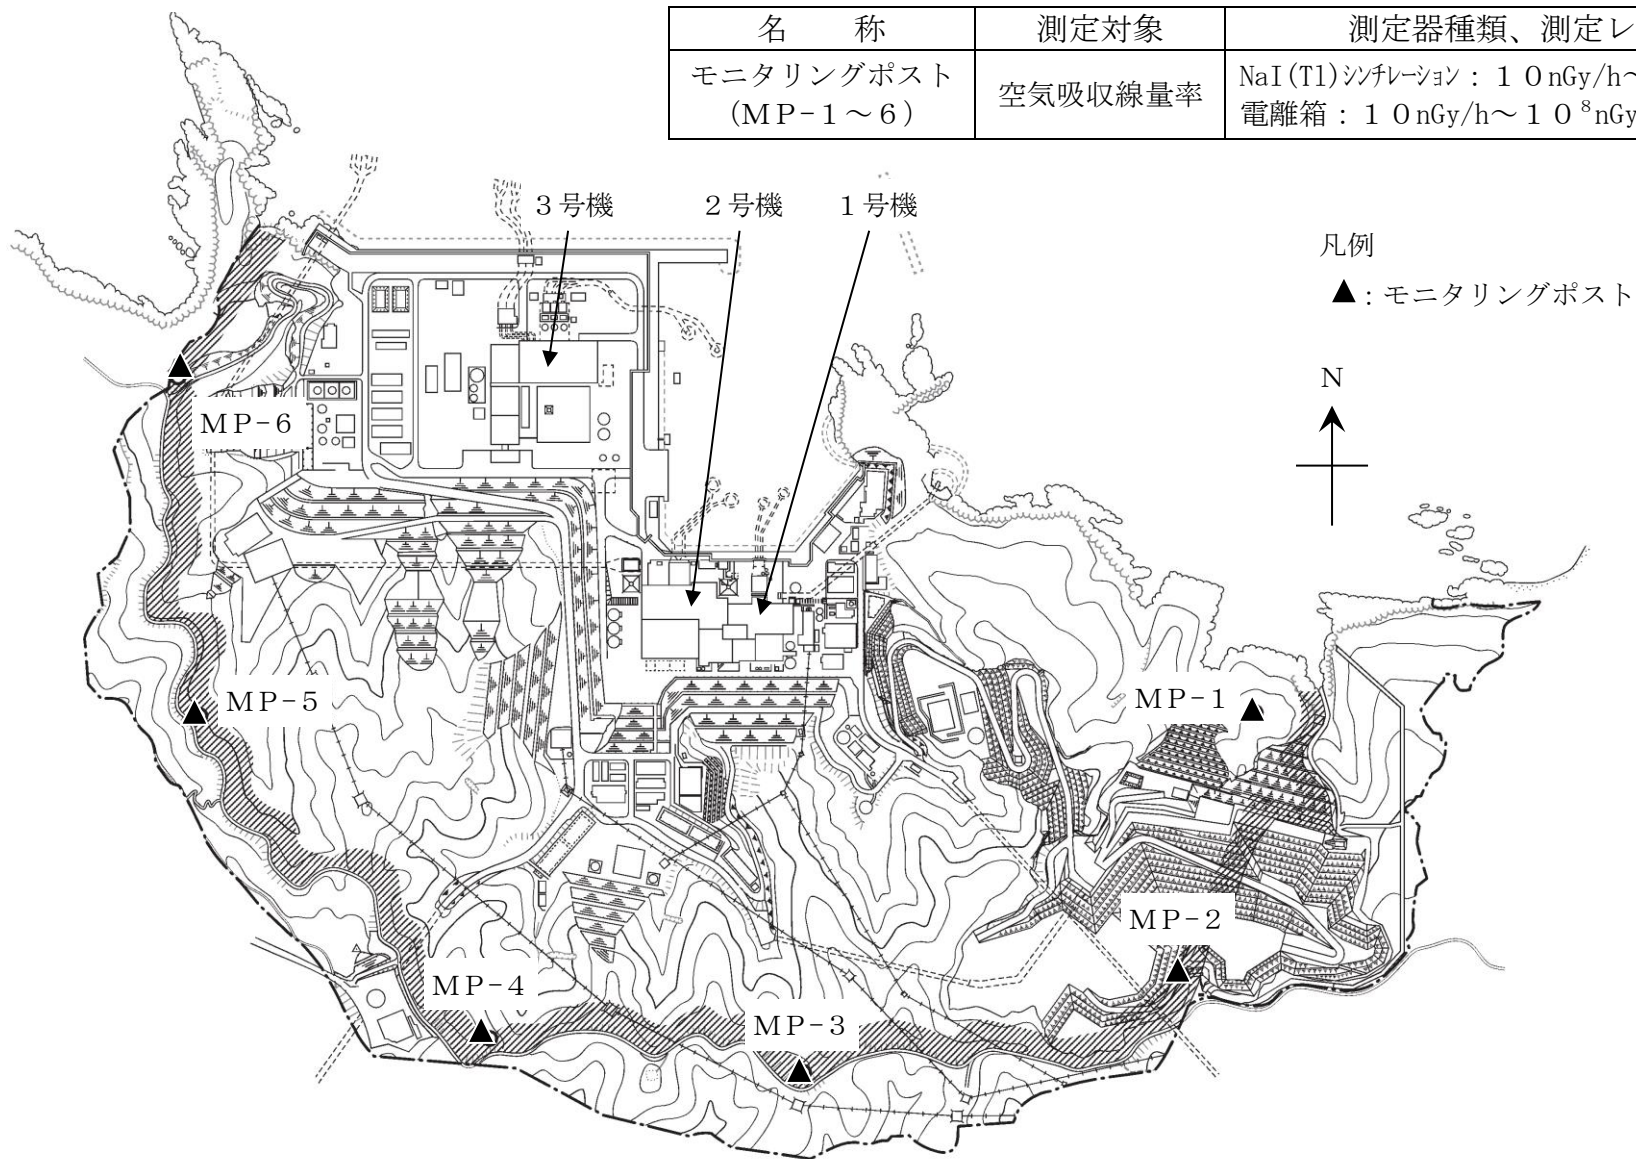 名　　称　測定対象　測定器種類、測定レ
モニタリングポスト
(ＭＰ-１～６)
空気吸収線量率
NaI(Tl)ｼﾝﾁﾚｰｼｮﾝ：１０nGy/h～
電離箱：１０nGy/h～１０⁸nGy
３号機　２号機　１号機
凡例
▲：モニタリングポスト
N
ＭＰ-６
ＭＰ-５
ＭＰ-１
ＭＰ-２
ＭＰ-４
ＭＰ-３